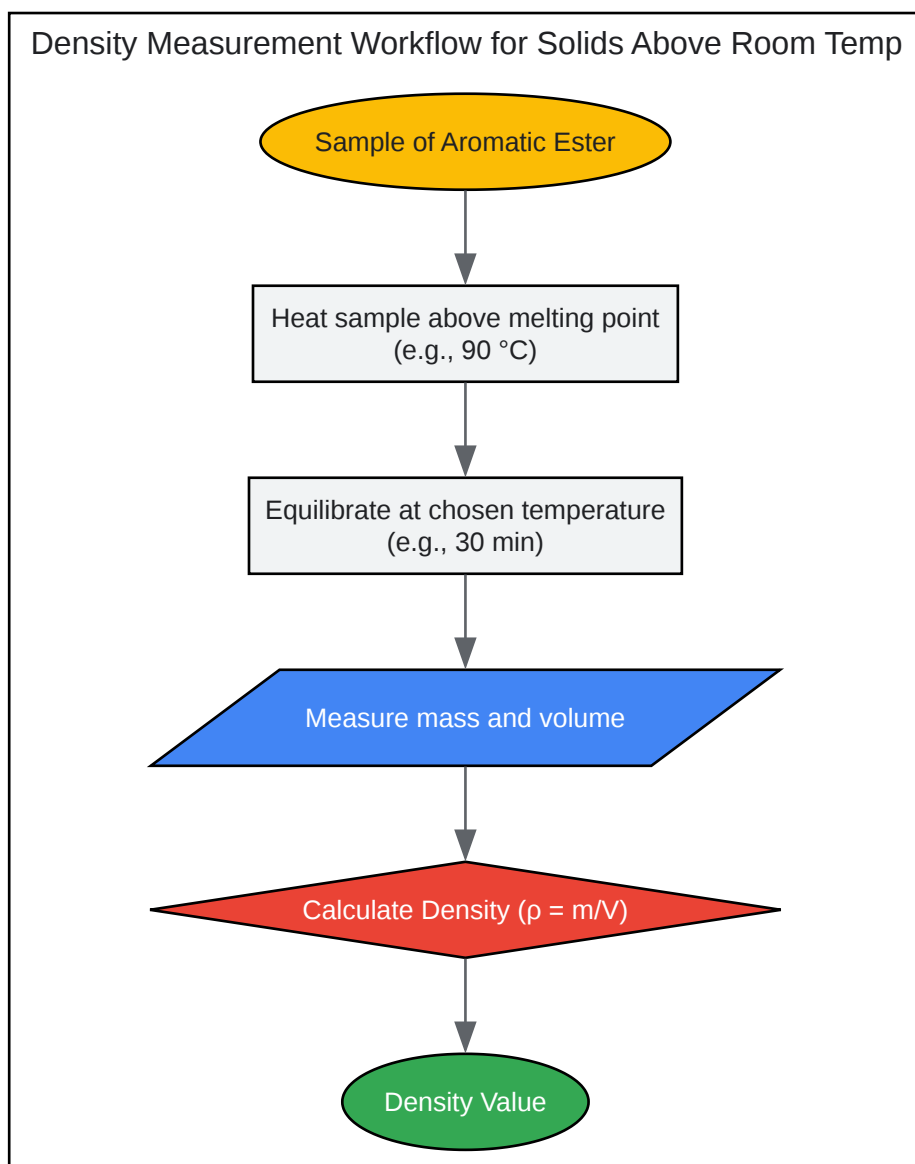 Density Measurement Workflow for Solids Above Room Temp
Sample of Aromatic Ester
Heat sample above melting point
(e.g., 90 °C)
Equilibrate at chosen temperature
(e.g., 30 min)
Measure mass and volume
Calculate Density (ρ = m/V)
Density Value